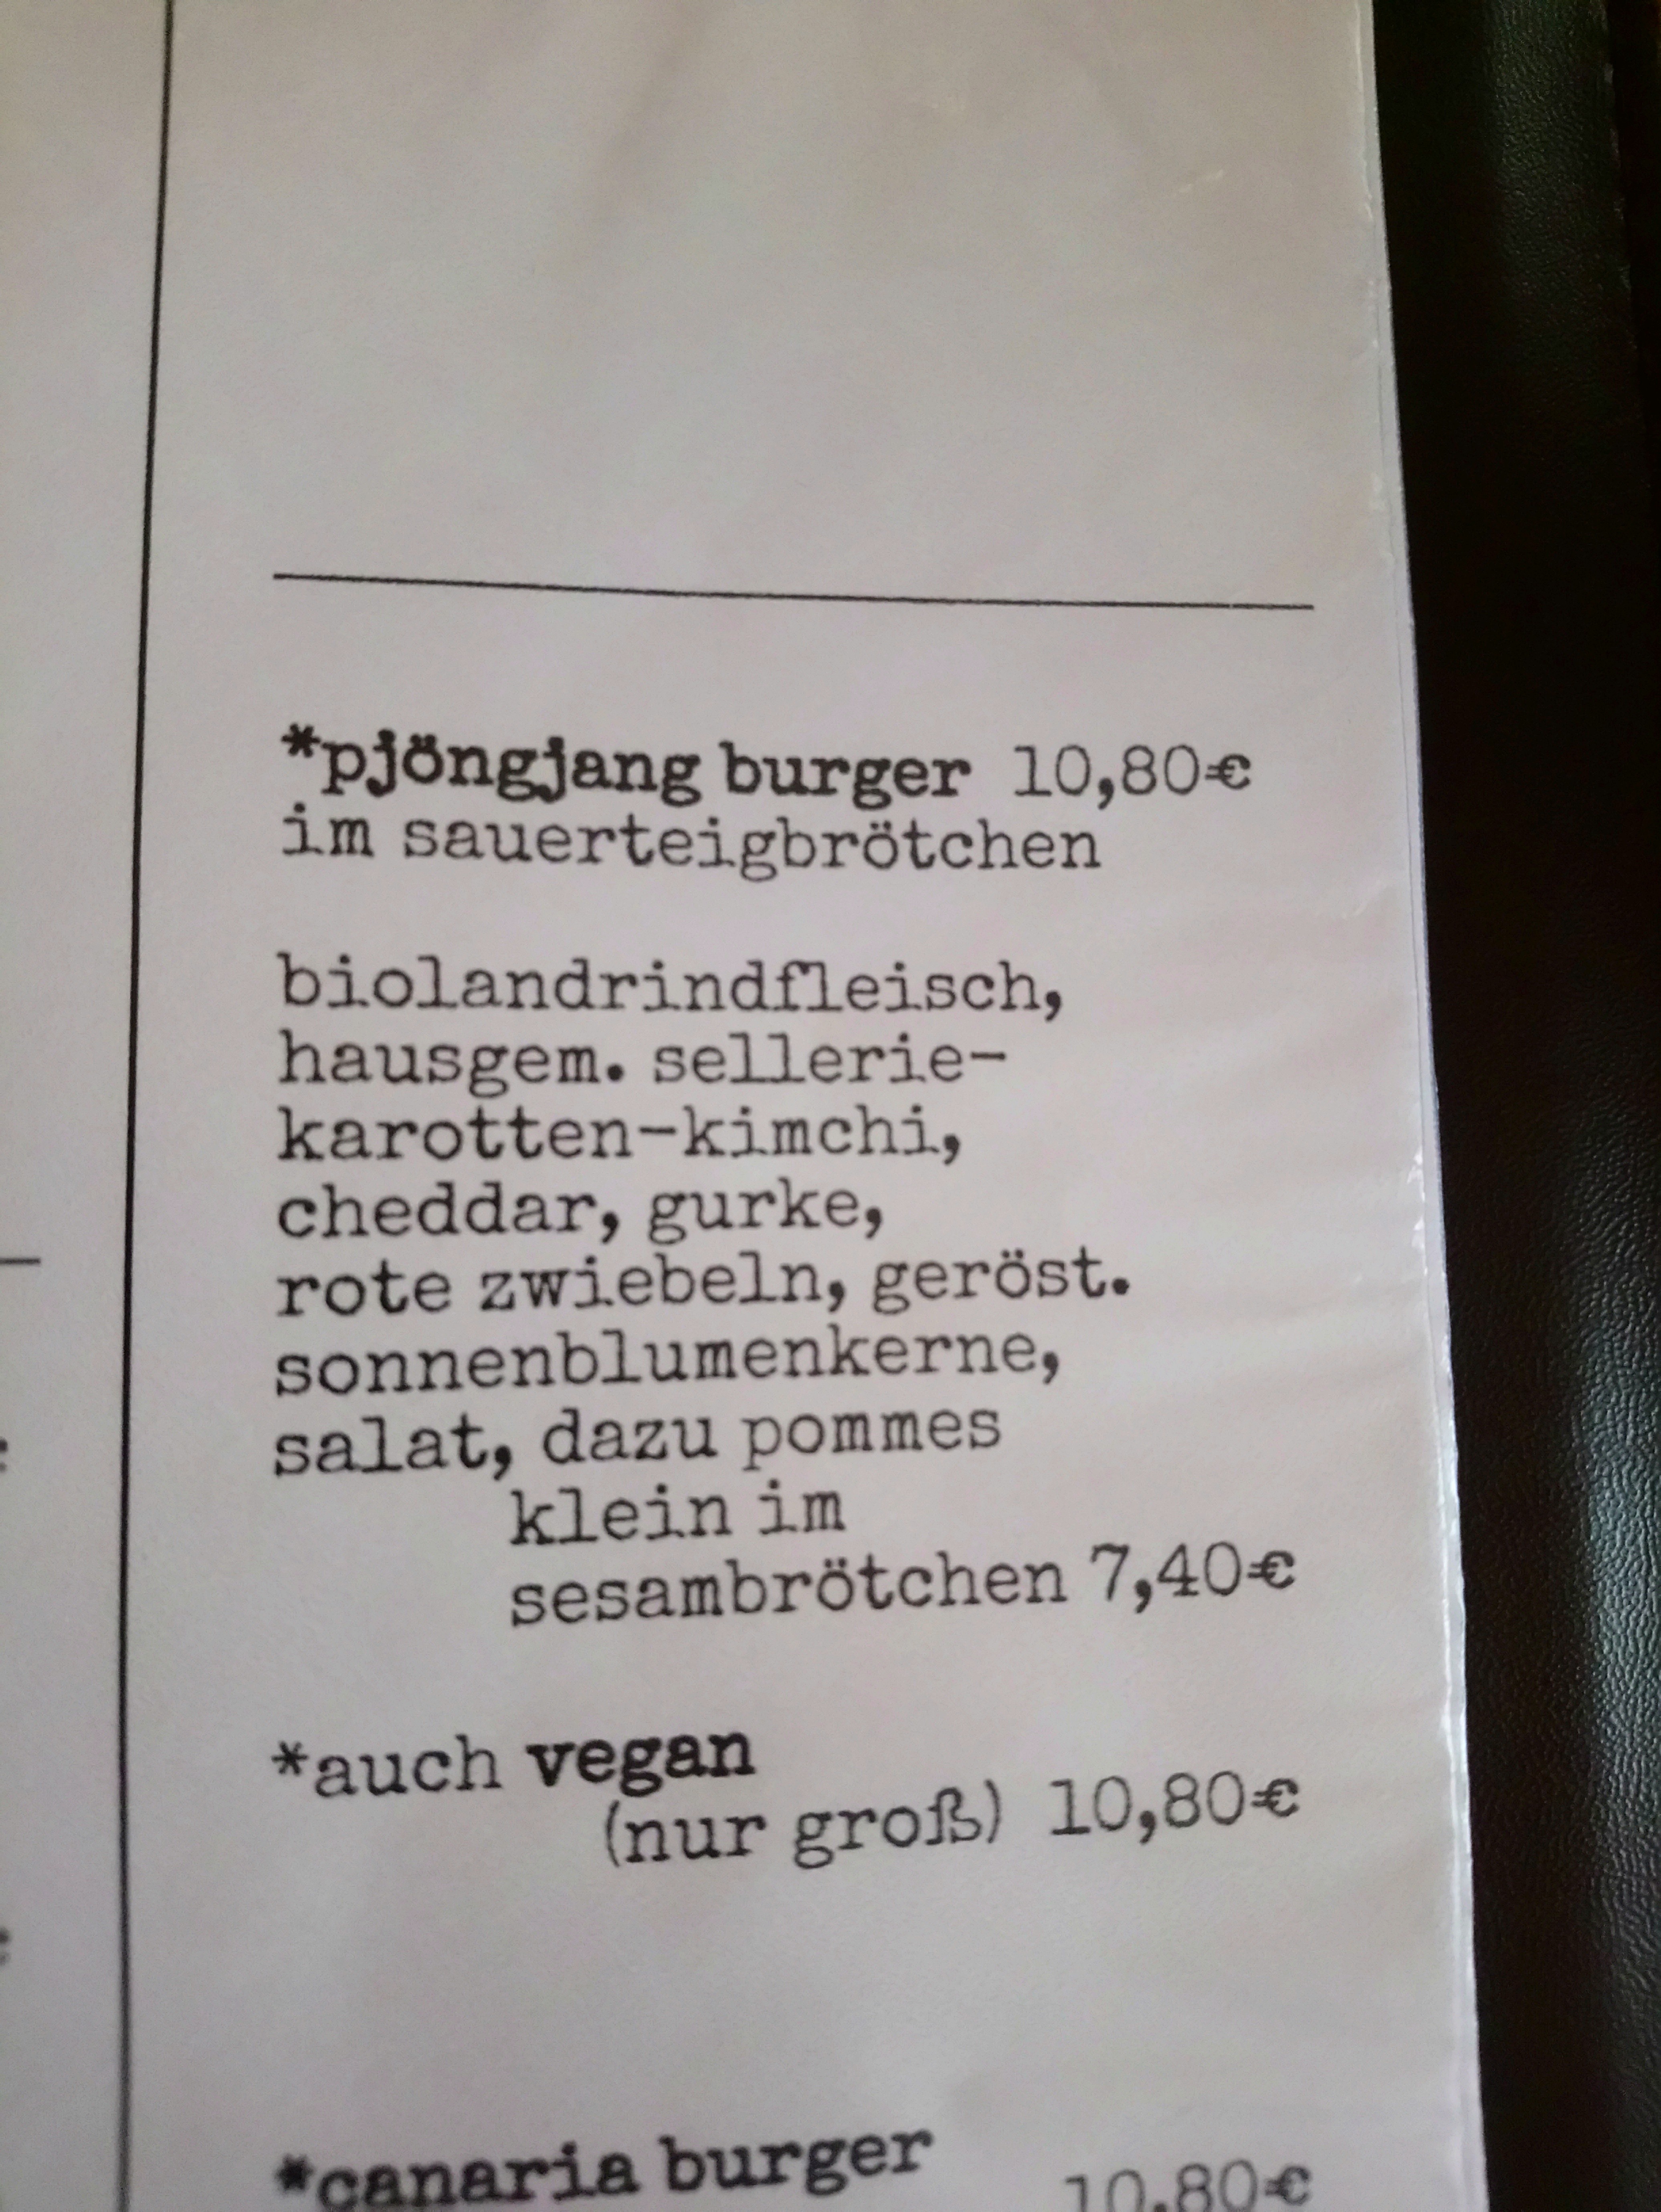 *pjöngjang burger 10,80€
im sauerteigbrötchen
biolandrindfleisch,
hausgem. sellerie-
karotten-kimchi,
cheddar, gurke,
rote zwiebeln, geröst.
sonnenblumenkerne,
salat, dazu pommes
klein im
sesambrötchen 7,40€
*auch vegan
(nur groß) 10,80€
*canaria burger 10,80€